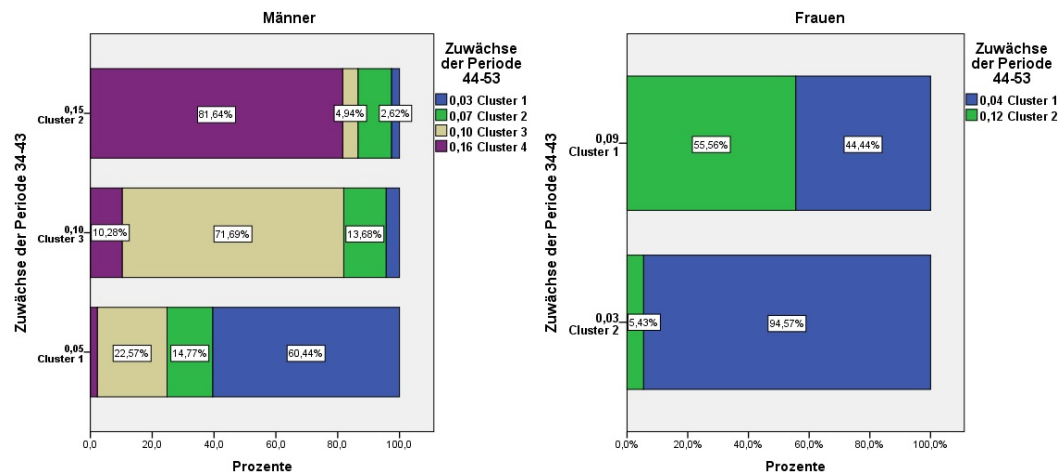 Männer
Zuwächse der Periode 34-43
0,15
Cluster 2
81,64%
4,94%
2,62%
0,10
Cluster 3
10,28%
71,69%
13,68%
0,05
Cluster 1
22,57%
14,77%
60,44%
0,0
20,0
40,0
60,0
80,0
100,0
Prozente
Zuwächse
der Periode
44-53
0,03 Cluster 1
0,07 Cluster 2
0,10 Cluster 3
0,16 Cluster 4
Frauen
Zuwächse der Periode 34-43
0,09
Cluster 1
55,56%
44,44%
0,03
Cluster 2
5,43%
94,57%
0,0%
20,0%
40,0%
60,0%
80,0%
100,0%
Prozente
Zuwächse
der Periode
44-53
0,04 Cluster 1
0,12 Cluster 2